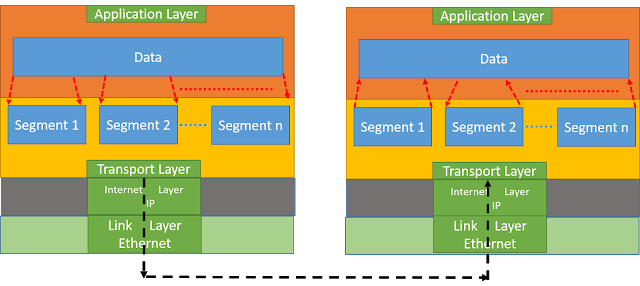 Application Layer
Data
Segment 1
Segment 2
Segment n
Transport Layer
Internet Layer
IP
Link Layer
Ethernet
Application Layer
Data
Segment 1
Segment 2
Segment n
Transport Layer
Internet Layer
IP
Link Layer
Ethernet